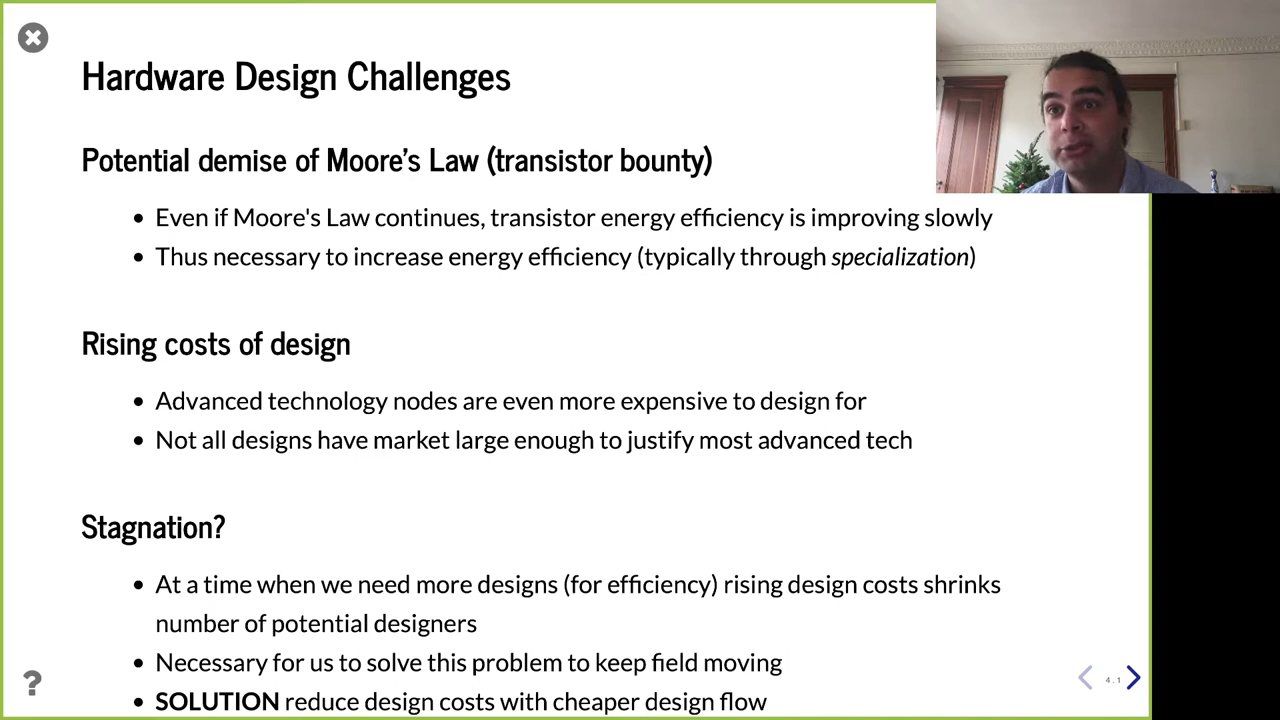 Hardware Design Challenges
Potential demise of Moore's Law (transistor bounty)
• Even if Moore's Law continues, transistor energy efficiency is improving slowly
• Thus necessary to increase energy efficiency (typically through specialization)
Rising costs of design
• Advanced technology nodes are even more expensive to design for
• Not all designs have market large enough to justify most advanced tech
Stagnation?
• At a time when we need more designs (for efficiency) rising design costs shrinks
number of potential designers
• Necessary for us to solve this problem to keep field moving
• SOLUTION reduce design costs with cheaper design flow
?
4.1